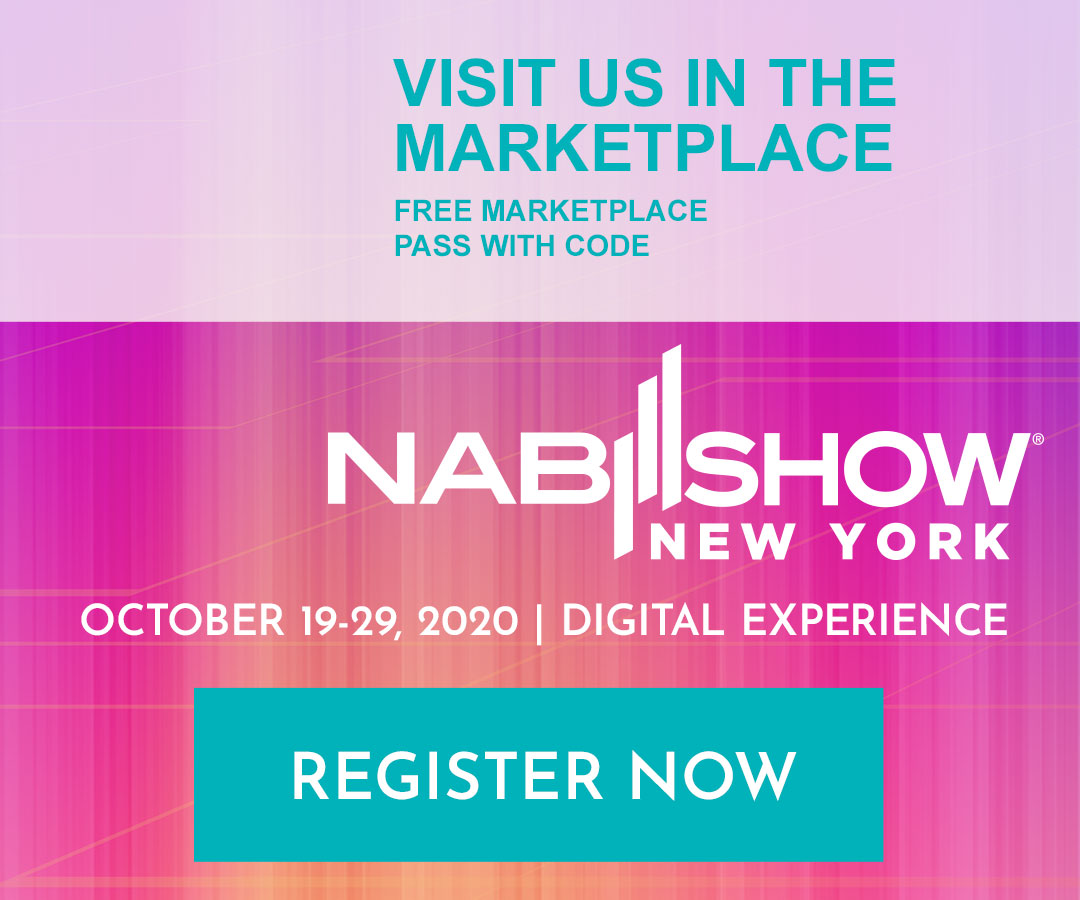 VISIT US IN THE
MARKETPLACE
FREE MARKETPLACE
PASS WITH CODE
NAB SHOW®
NEW YORK
OCTOBER 19-29, 2020 | DIGITAL EXPERIENCE
REGISTER NOW